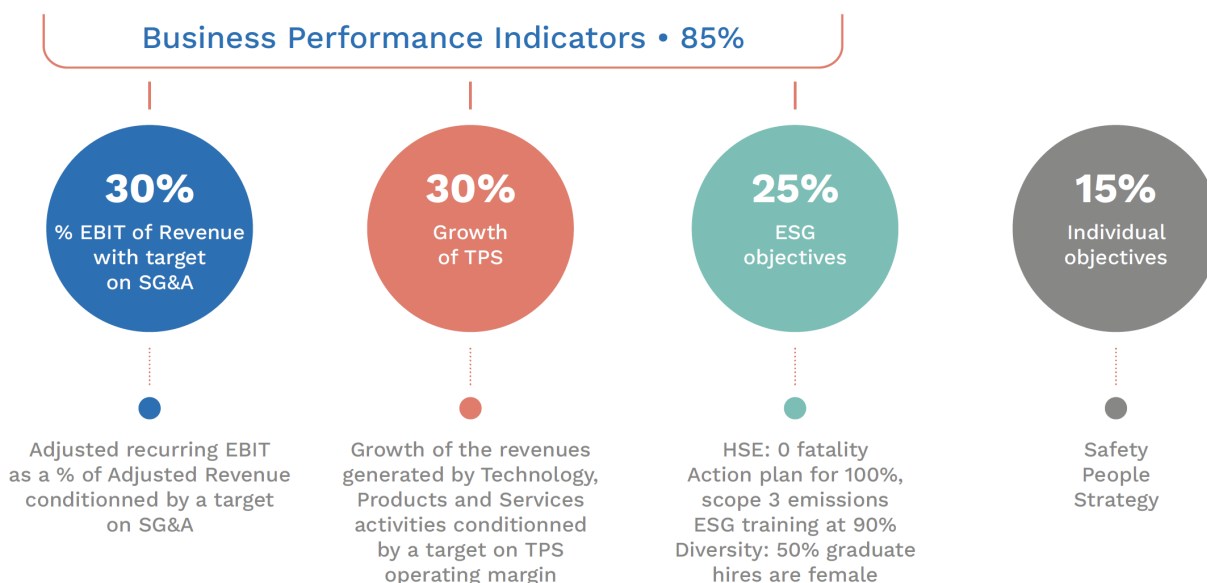 Business Performance Indicators • 85%
30%
% EBIT of Revenue
with target
on SG&A
30%
Growth
of TPS
25%
ESG
objectives
15%
Individual
objectives
Adjusted recurring EBIT
as a % of Adjusted Revenue
conditionned by a target
on SG&A
Growth of the revenues
generated by Technology,
Products and Services
activities conditionned
by a target on TPS
operating margin
HSE: 0 fatality
Action plan for 100%,
scope 3 emissions
ESG training at 90%
Diversity: 50% graduate
hires are female
Safety
People
Strategy